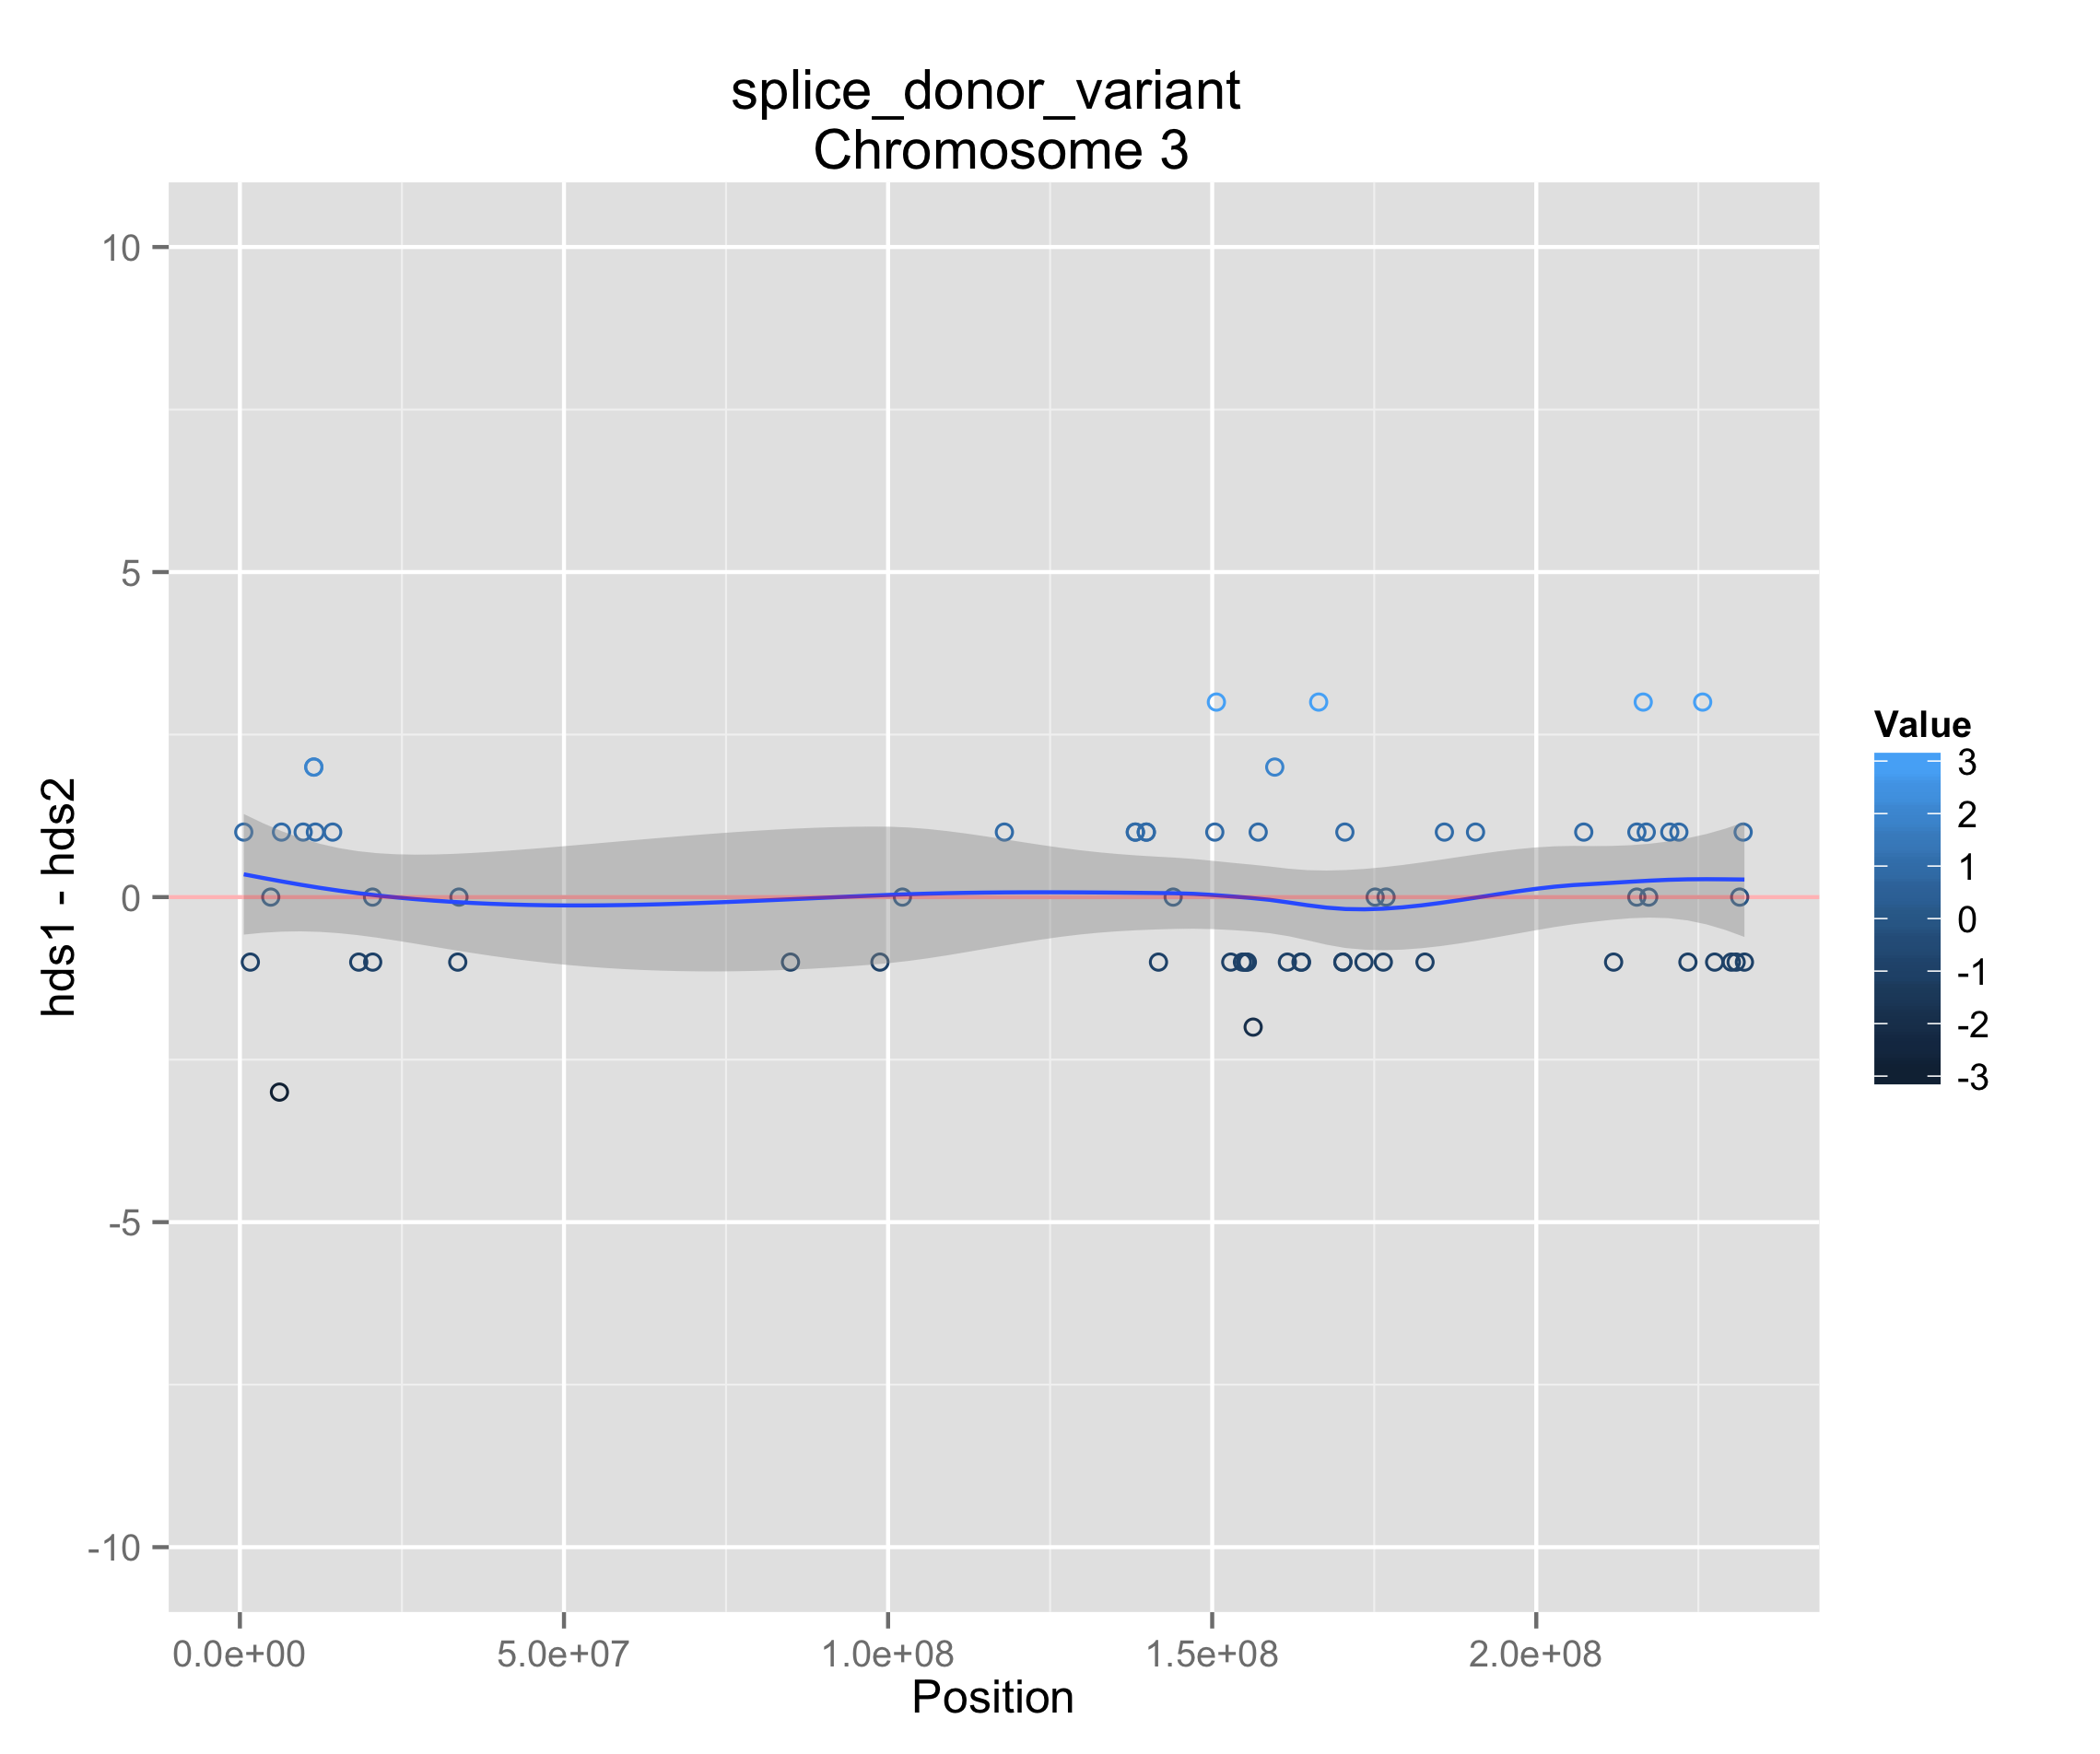 splice_donor_variant
Chromosome 3
10
5
0
-5
-10
hds1 - hds2
0.0e+00
5.0e+07
1.0e+08
1.5e+08
2.0e+08
Position
Value
3
2
1
0
-1
-2
-3